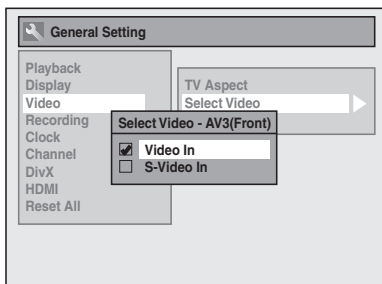 General Setting
Playback
Display
Video
Recording
Clock
Channel
DivX
HDMI
Reset All
TV Aspect
Select Video
Select Video - AV3(Front)
Video In
S-Video In